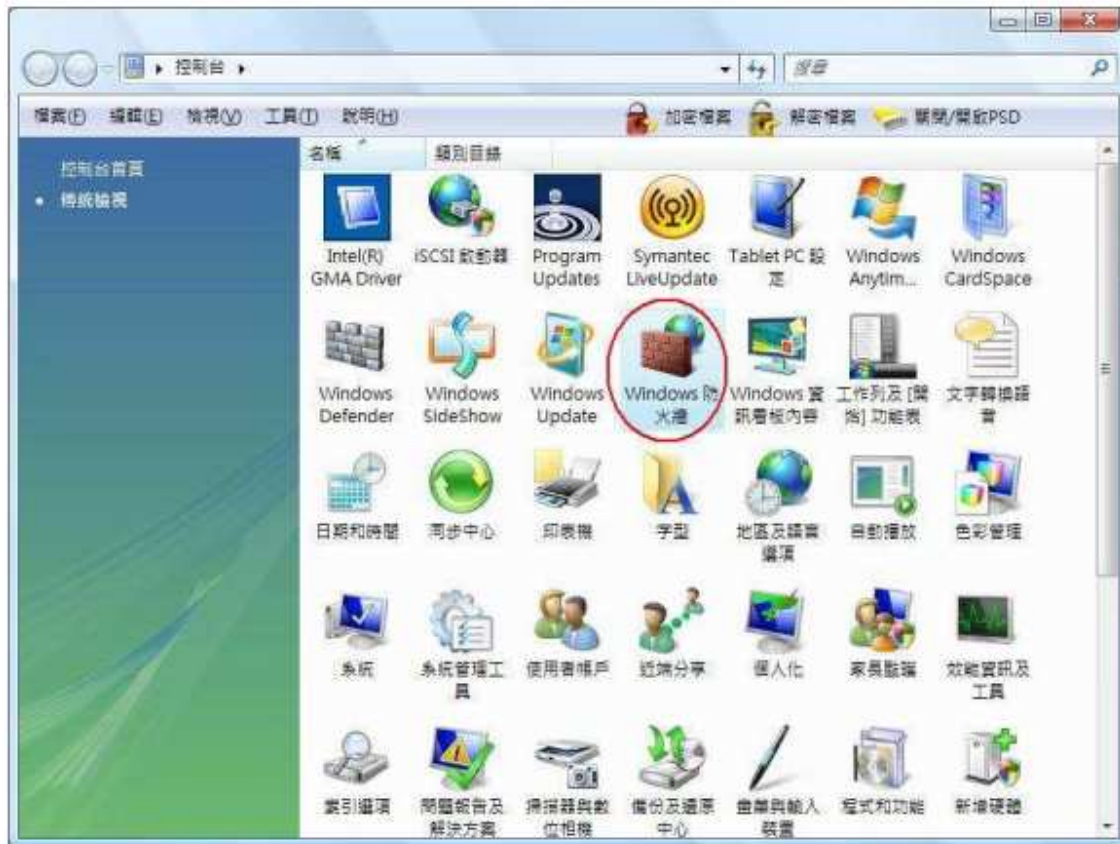 控制台
搜尋
檔案(F) 編輯(E) 檢視(V) 工具(T) 說明(H) 加密檔案 解密檔案 關閉/開啟PSD
控制台首頁
傳統檢視
名稱 類別目錄
Intel(R)
GMA Driver
iSCSI 啟動器
Program
Updates
Symantec
LiveUpdate
Tablet PC 設
定
Windows
Anytim...
Windows
CardSpace
Windows
Defender
Windows
SideShow
Windows
Update
Windows 防
火牆
Windows 資
訊看板內容
工作列及 [開
始] 功能表
文字轉換語
音
日期和時間
同步中心
印表機
字型
地區及語言
選項
自動播放
色彩管理
系統
系統管理工
具
使用者帳戶
近端分享
個人化
家長監護
效能資訊及
工具
索引選項
問題報告及
解決方案
掃描器與數
位相機
備份及還原
中心
畫筆與輸入
裝置
程式和功能
新增硬體